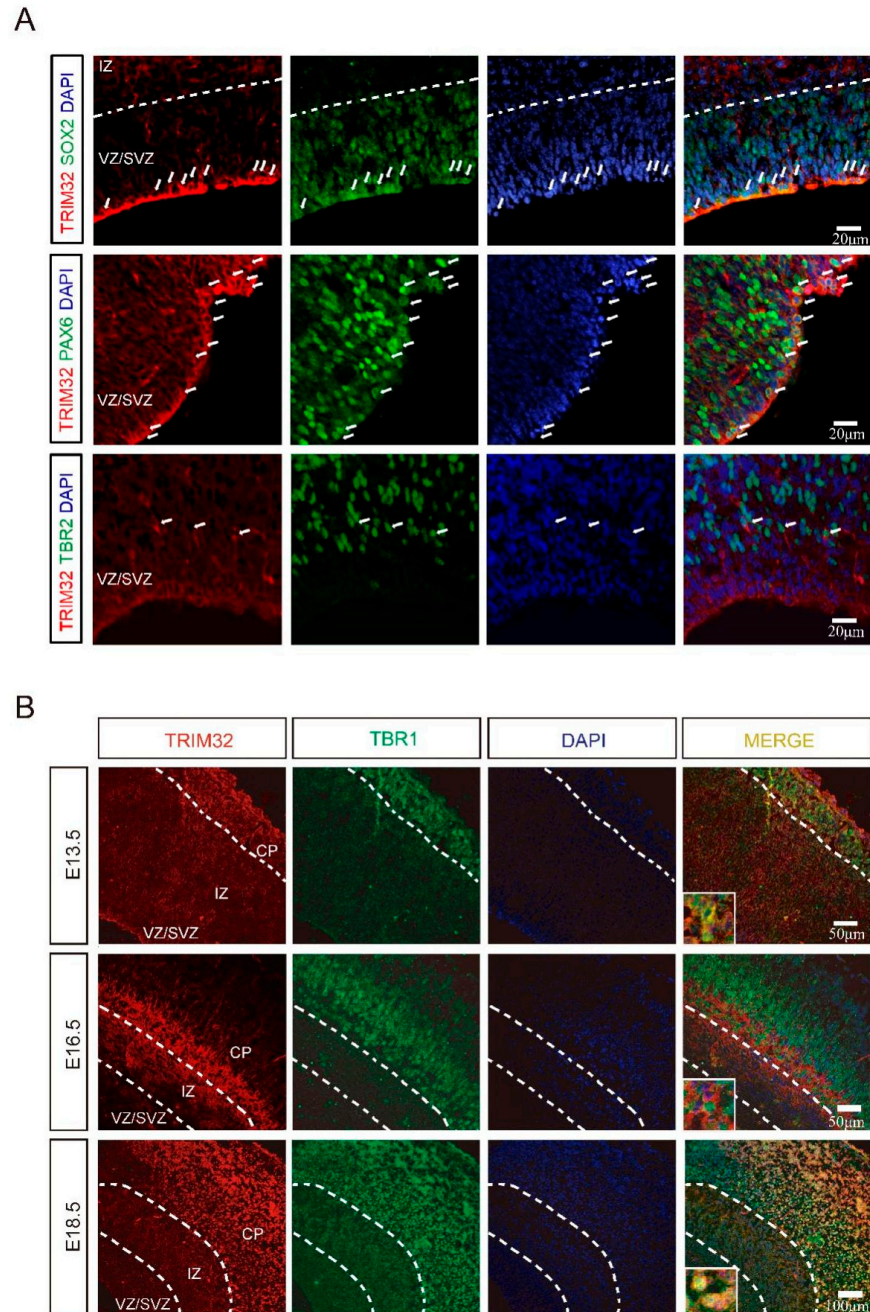 A
TRIM32 SOX2 DAPI
IZ
VZ/SVZ
20μm
TRIM32 PAX6 DAPI
VZ/SVZ
20μm
TRIM32 TBR2 DAPI
VZ/SVZ
20μm
B
TRIM32 TBR1 DAPI MERGE
E13.5
CP
IZ
VZ/SVZ
50μm
E16.5
CP
IZ
VZ/SVZ
50μm
E18.5
CP
IZ
VZ/SVZ
100μm